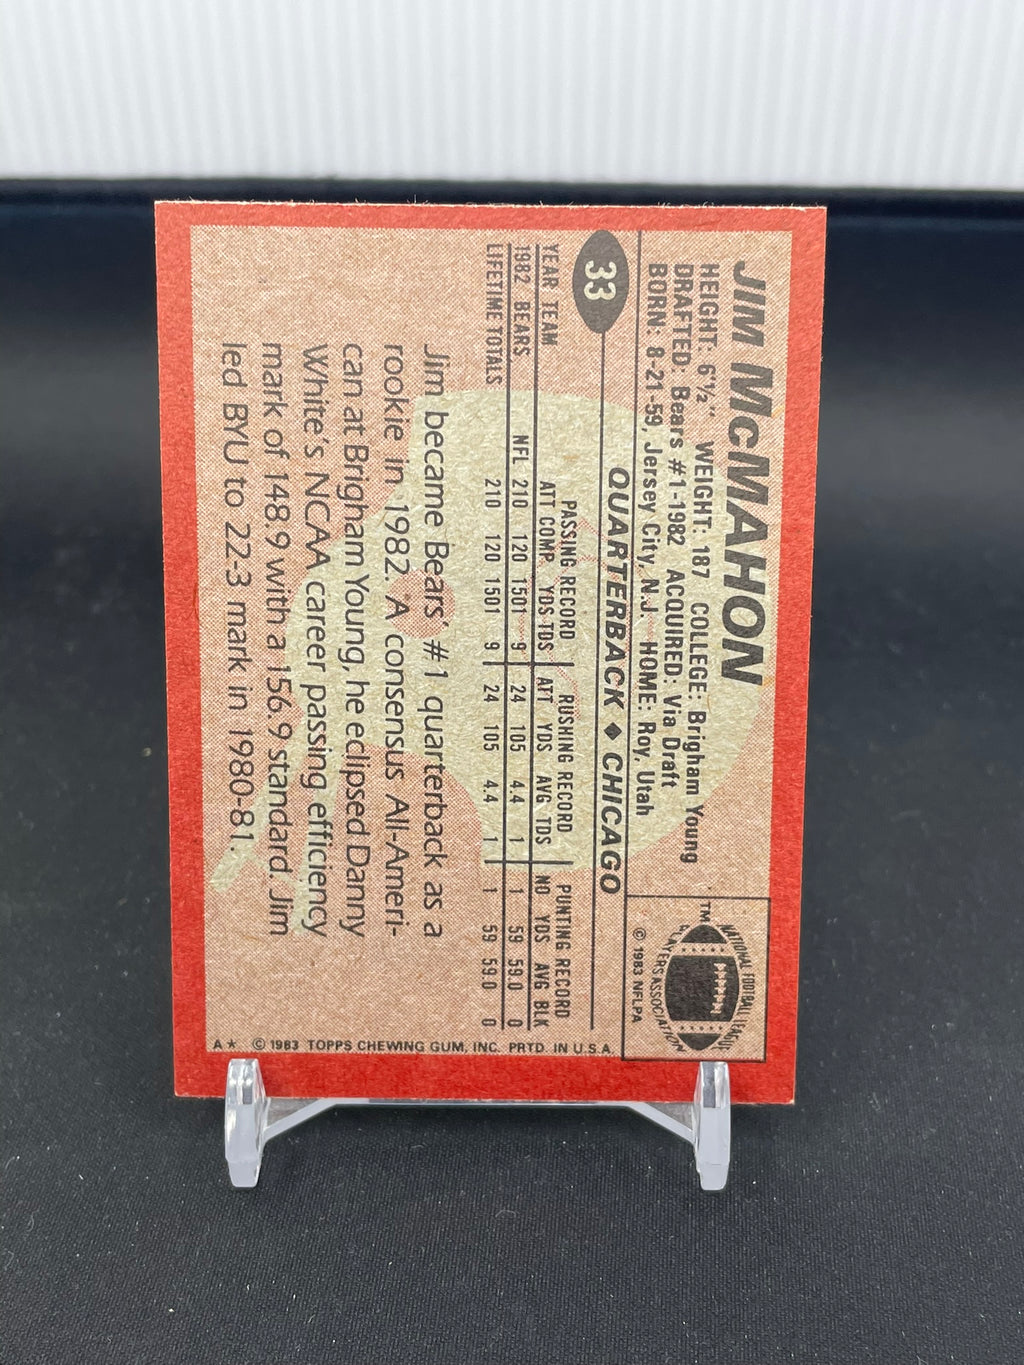 JIM McMAHON
HEIGHT: 6'½" WEIGHT: 187 COLLEGE: Brigham Young
DRAFTED: Bears #1-1982 ACQUIRED: Via Draft
BORN: 8-21-59, Jersey City, N.J. HOME: Roy, Utah
TM
NATIONAL FOOTBALL LEAGUE
PLAYERS ASSOCIATION
© 1983 NFLPA
33
QUARTERBACK ◆ CHICAGO
PASSING RECORD RUSHING RECORD PUNTING RECORD
YEAR TEAM ATT COMP YDS TDS ATT YDS AVG TDS NO YDS AVG BLK
1982 BEARS NFL 210 120 1501 9 24 105 4.4 1 1 59 59.0 0
LIFETIME TOTALS 210 120 1501 9 24 105 4.4 1 1 59 59.0 0
Jim became Bears' #1 quarterback as a
rookie in 1982. A consensus All-Ameri-
can at Brigham Young, he eclipsed Danny
White's NCAA career passing efficiency
mark of 148.9 with a 156.9 standard. Jim
led BYU to 22-3 mark in 1980-81.
A★ © 1983 TOPPS CHEWING GUM, INC. PRTD. IN U.S.A.